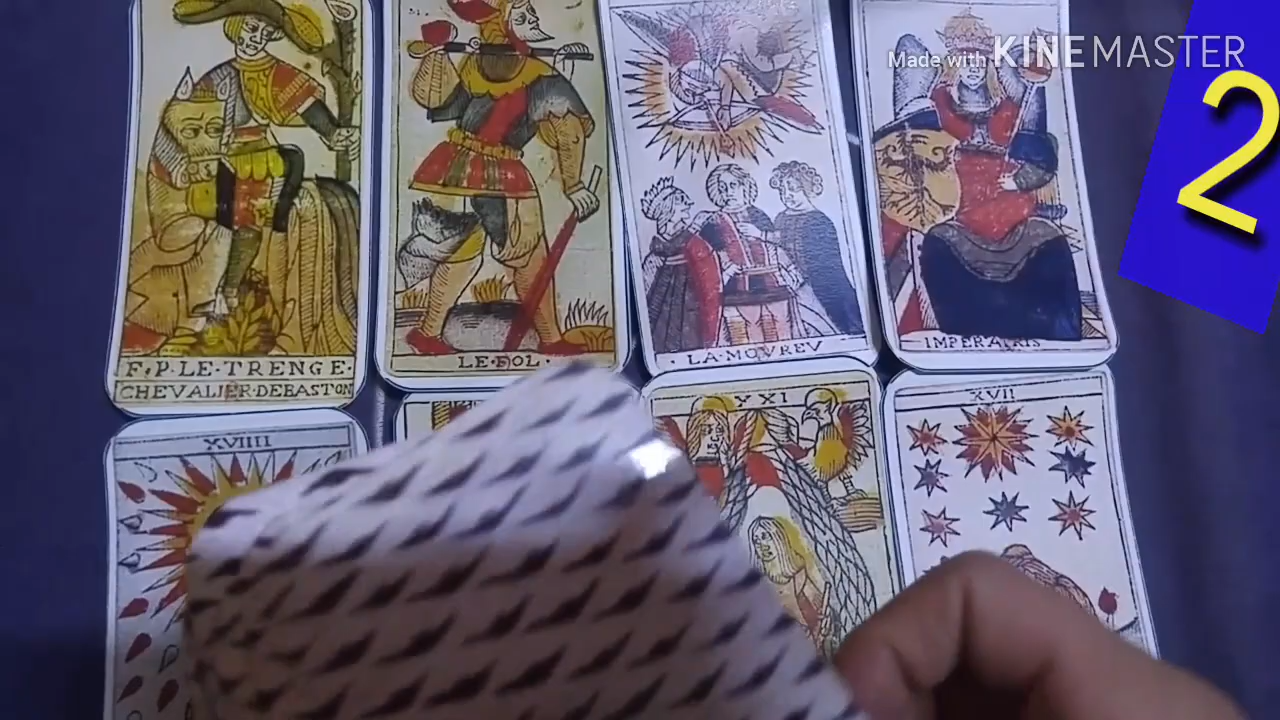 Made with KINEMASTER
2
F·P·LE·TRENGE·
CHEVALIER·DEBASTON
LE·FOL·
·LA·MOVREV
IMPERATRIS
XVIIII
XXI
XVII